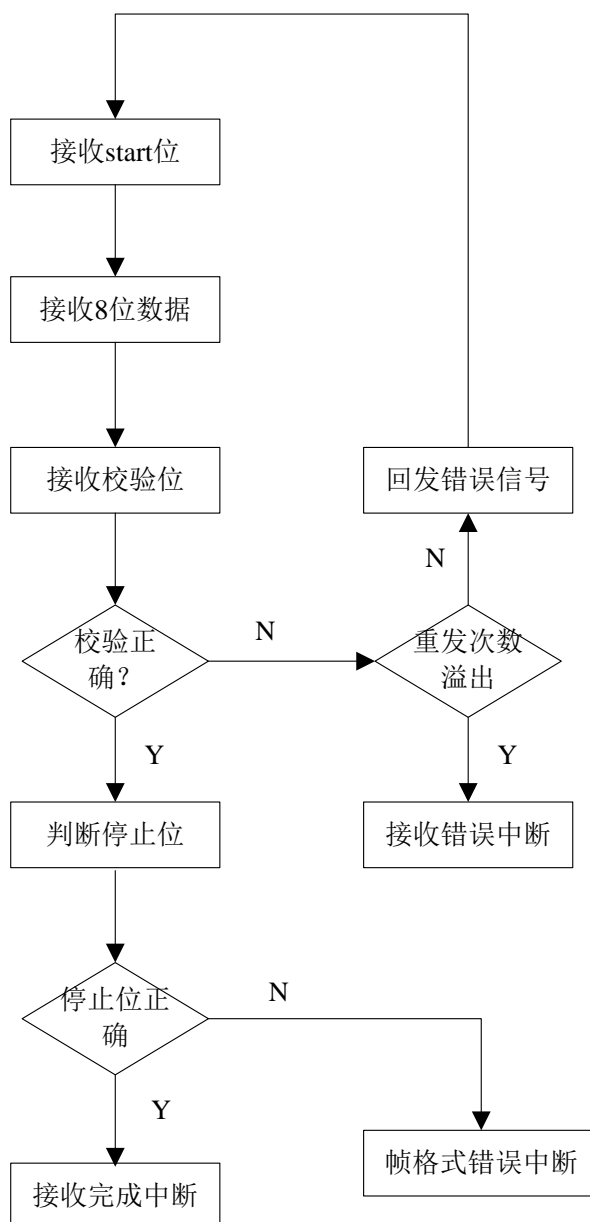 接收start位
接收8位数据
接收校验位
回发错误信号
N
校验正
确?
N
重发次数
溢出
Y
Y
判断停止位
接收错误中断
停止位正
确
N
Y
帧格式错误中断
接收完成中断